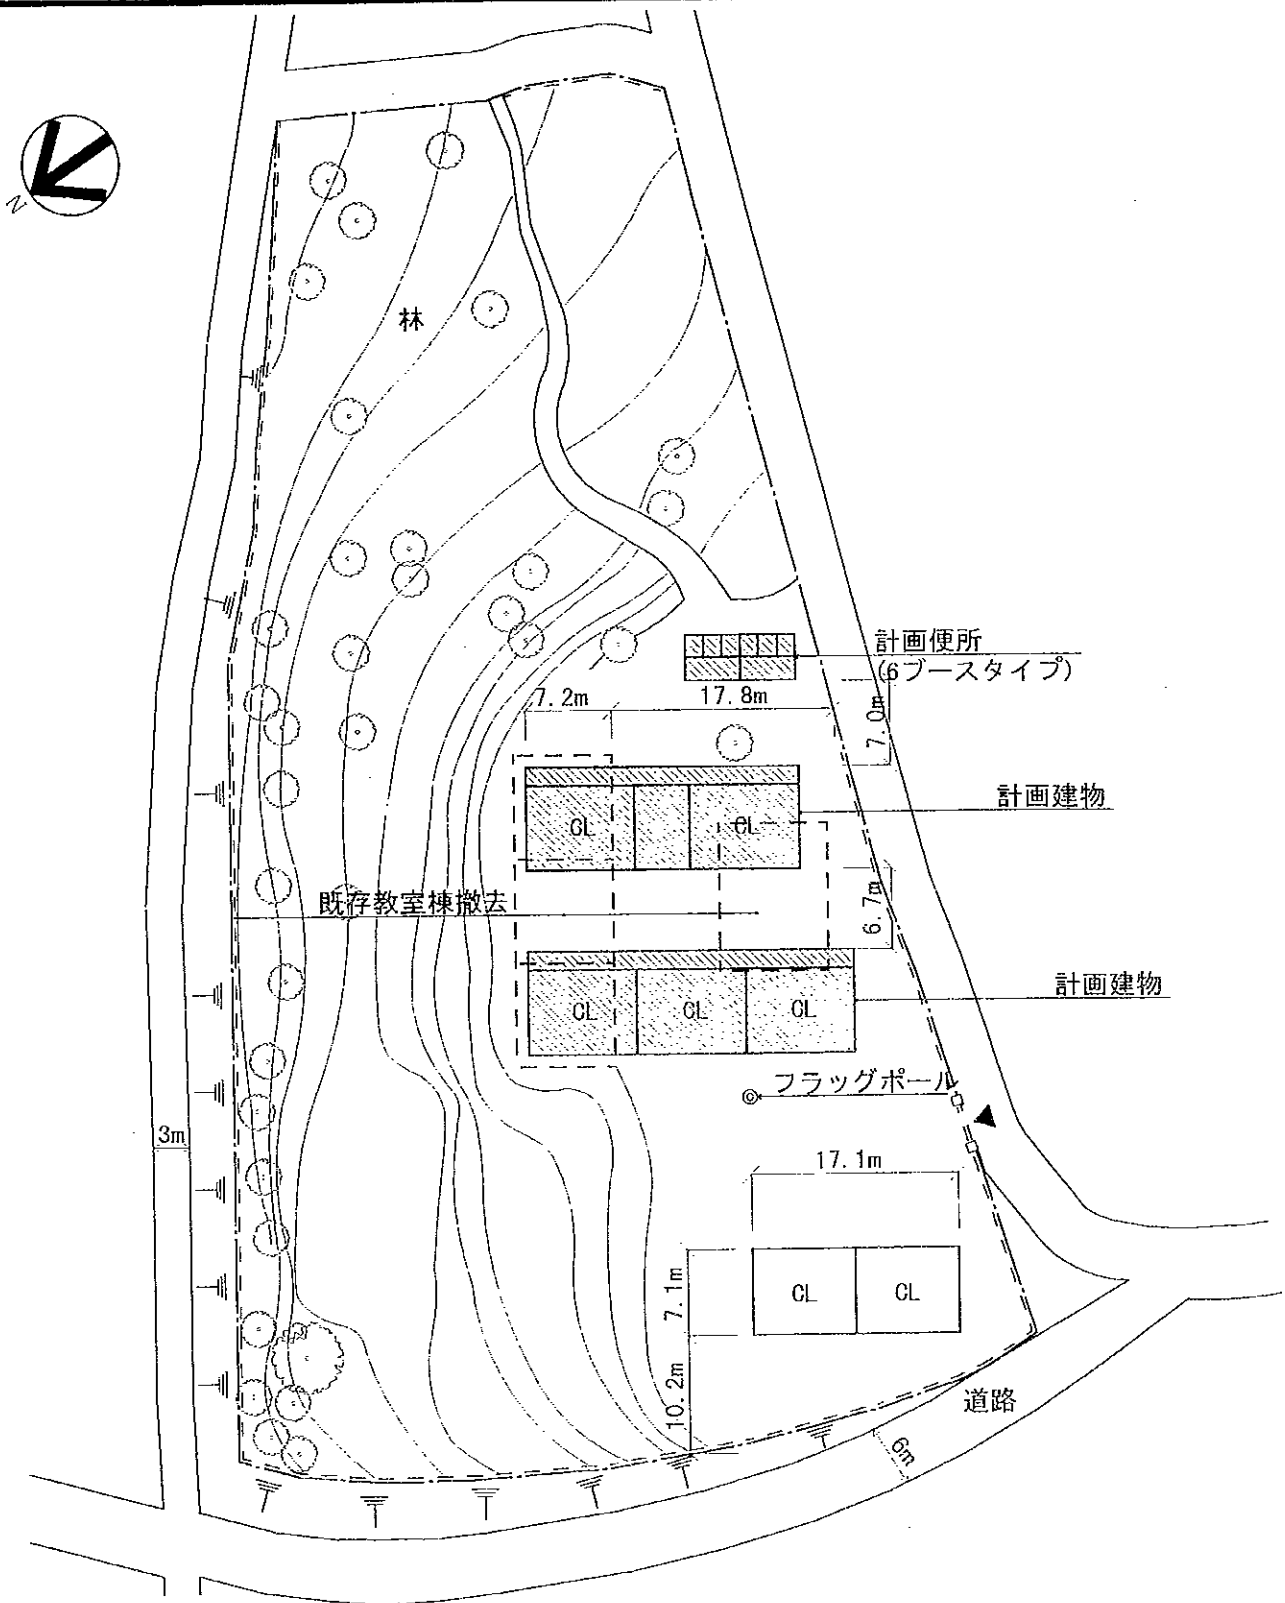 N
林
計画便所
(6ブースタイプ)
7.2m
17.8m
7.0m
計画建物
CL
CL
既存教室棟撤去
6.7m
計画建物
CL
CL
CL
フラッグポール
3m
17.1m
7.1m
CL
CL
10.2m
道路
6m